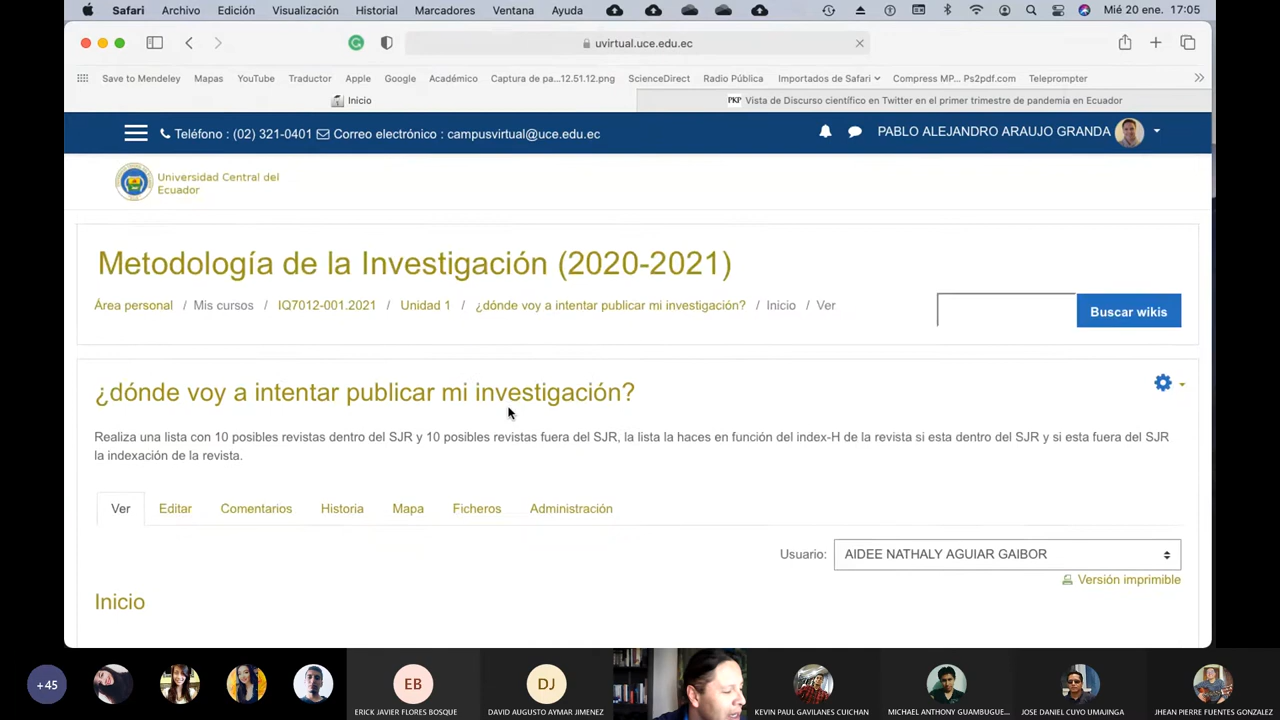 Safari Archivo Edición Visualización Historial Marcadores Ventana Ayuda Mié 20 ene. 17:05
uvirtual.uce.edu.ec
Save to Mendeley Mapas YouTube Traductor Apple Google Académico Captura de pa...12.51.12.png ScienceDirect Radio Pública Importados de Safari Compress MP... Ps2pdf.com Teleprompter
Inicio PKP Vista de Discurso científico en Twitter en el primer trimestre de pandemia en Ecuador
Teléfono : (02) 321-0401 Correo electrónico : campusvirtual@uce.edu.ec PABLO ALEJANDRO ARAUJO GRANDA
Universidad Central del
Ecuador
Metodología de la Investigación (2020-2021)
Área personal / Mis cursos / IQ7012-001.2021 / Unidad 1 / ¿dónde voy a intentar publicar mi investigación? / Inicio / Ver
Buscar wikis
¿dónde voy a intentar publicar mi investigación?
Realiza una lista con 10 posibles revistas dentro del SJR y 10 posibles revistas fuera del SJR, la lista la haces en función del index-H de la revista si esta dentro del SJR y si esta fuera del SJR
la indexación de la revista.
Ver Editar Comentarios Historia Mapa Ficheros Administración
Usuario: AIDEE NATHALY AGUIAR GAIBOR
Versión imprimible
Inicio
+45 EB DJ
ERICK JAVIER FLORES BOSQUE DAVID AUGUSTO AYMAR JIMENEZ KEVIN PAUL GAVILANES CUICHAN MICHAEL ANTHONY GUAMBUGUE... JOSE DANIEL CUYO UMAJINGA JHEAN PIERRE FUENTES GONZALEZ